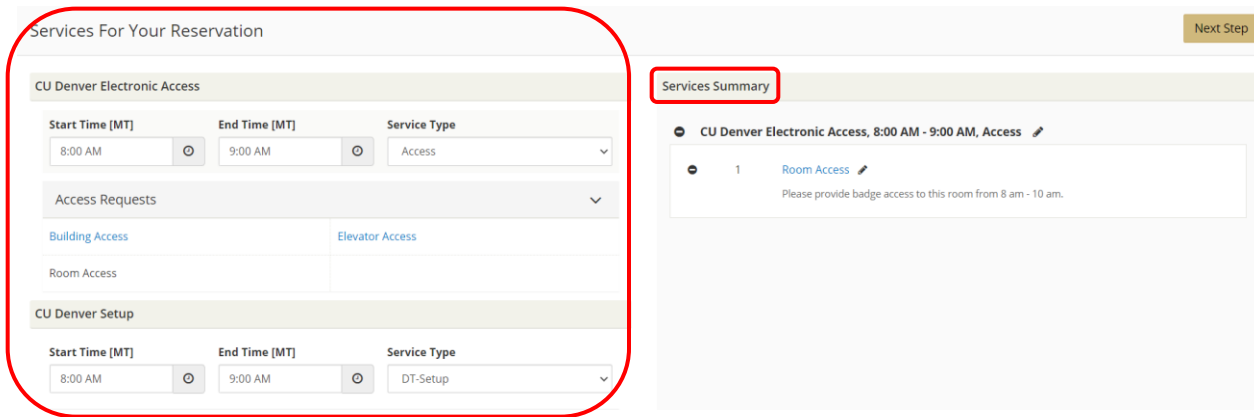 Services For Your Reservation
Next Step
CU Denver Electronic Access
Start Time [MT] End Time [MT] Service Type
8:00 AM 9:00 AM Access
Access Requests
Building Access Elevator Access
Room Access
CU Denver Setup
Start Time [MT] End Time [MT] Service Type
8:00 AM 9:00 AM DT-Setup
Services Summary
CU Denver Electronic Access, 8:00 AM - 9:00 AM, Access
1 Room Access
Please provide badge access to this room from 8 am - 10 am.